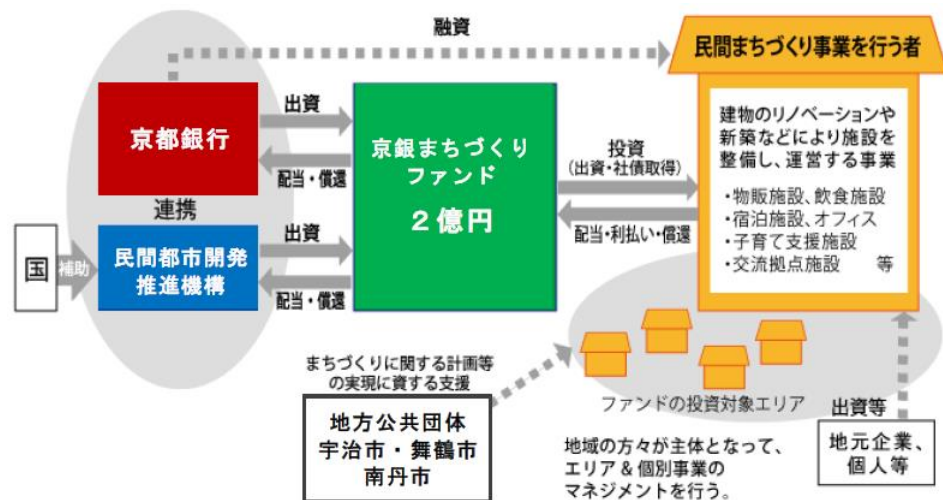 融資
民間まちづくり事業を行う者
京都銀行
出資
配当・償還
連携
国
補助
民間都市開発
推進機構
出資
配当・償還
京銀まちづくり
ファンド
2億円
投資
(出資・社債取得)
配当・利払い・償還
建物のリノベーションや
新築などにより施設を
整備し、運営する事業
・物販施設、飲食施設
・宿泊施設、オフィス
・子育て支援施設
・交流拠点施設 等
まちづくりに関する計画等
の実現に資する支援
地方公共団体
宇治市・舞鶴市
南丹市
ファンドの投資対象エリア
地域の方々が主体となって、
エリア&個別事業の
マネジメントを行う。
出資等
地元企業、
個人等